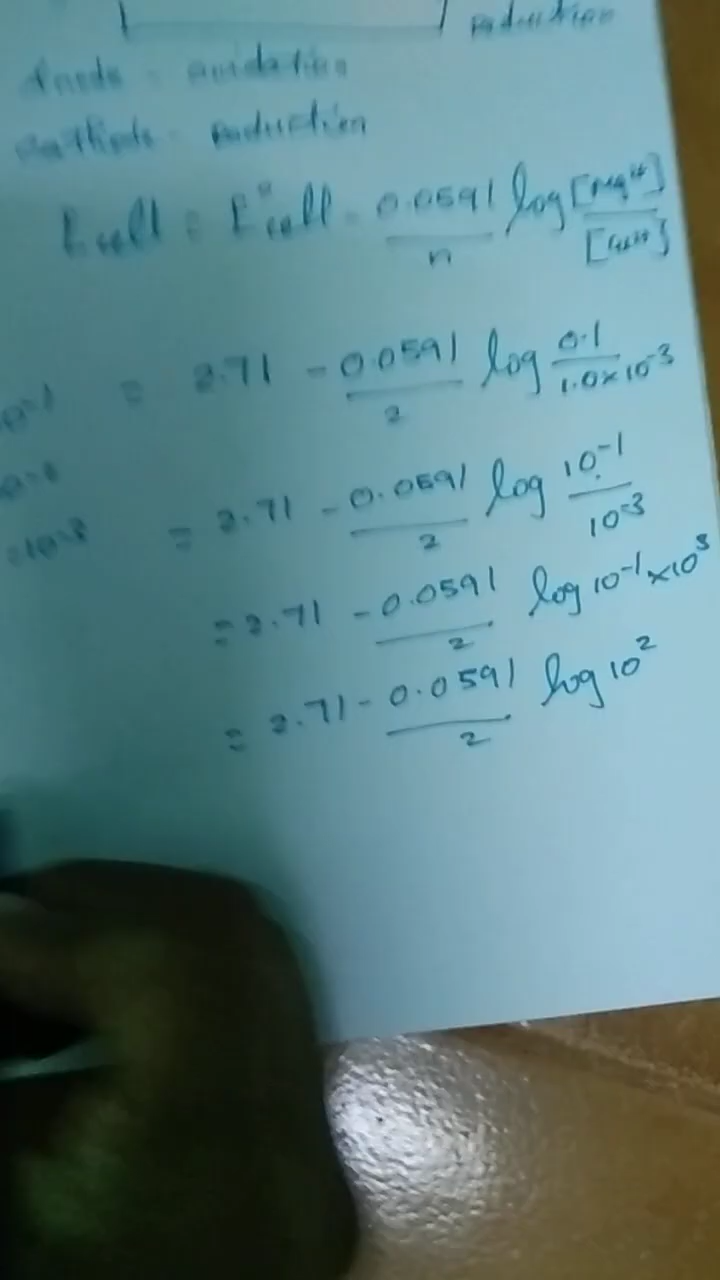 Reduction
Anode - oxidation
cathode - Reduction
Ecell = E°cell - 0.0591/n log [Mg²⁺]/[Cu²⁺]
= 2.71 - 0.0591/2 log 0.1/1.0×10⁻³
= 2.71 - 0.0591/2 log 10⁻¹/10⁻³
= 2.71 - 0.0591/2 log 10⁻¹×10³
= 2.71 - 0.0591/2 log 10²